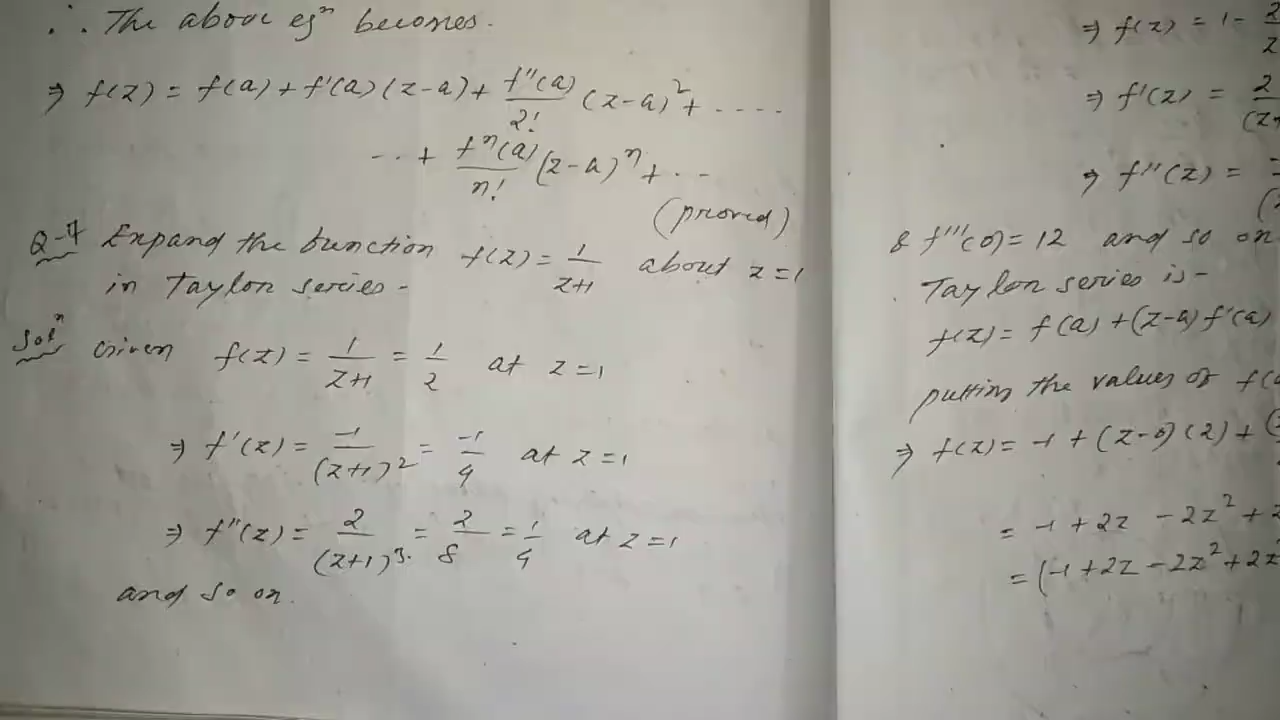 ∴ The above eqⁿ becomes.
⇒ f(z) = f(a) + f'(a) (z-a) + f''(a)/2! (z-a)² + ....
.. + fⁿ(a)/n! (z-a)ⁿ + ..
(proved)
Q-7 Expand the function f(z) = 1/z+1 about z=1
in Taylor series -
Solⁿ Given f(z) = 1/z+1 = 1/2 at z=1
⇒ f'(z) = -1/(z+1)² = -1/4 at z=1
⇒ f''(z) = 2/(z+1)³ = 2/8 = 1/4 at z=1
and so on.
⇒ f(z) = 1 - 2/z
⇒ f'(z) = 2/(z+
⇒ f''(z) =
& f'''(0) = 12 and so on
Taylor series is -
f(z) = f(a) + (z-a) f'(a)
putting the values of f(
⇒ f(z) = -1 + (z-0) (2) + (
= -1 + 2z - 2z² +
= (-1 + 2z - 2z² + 2z